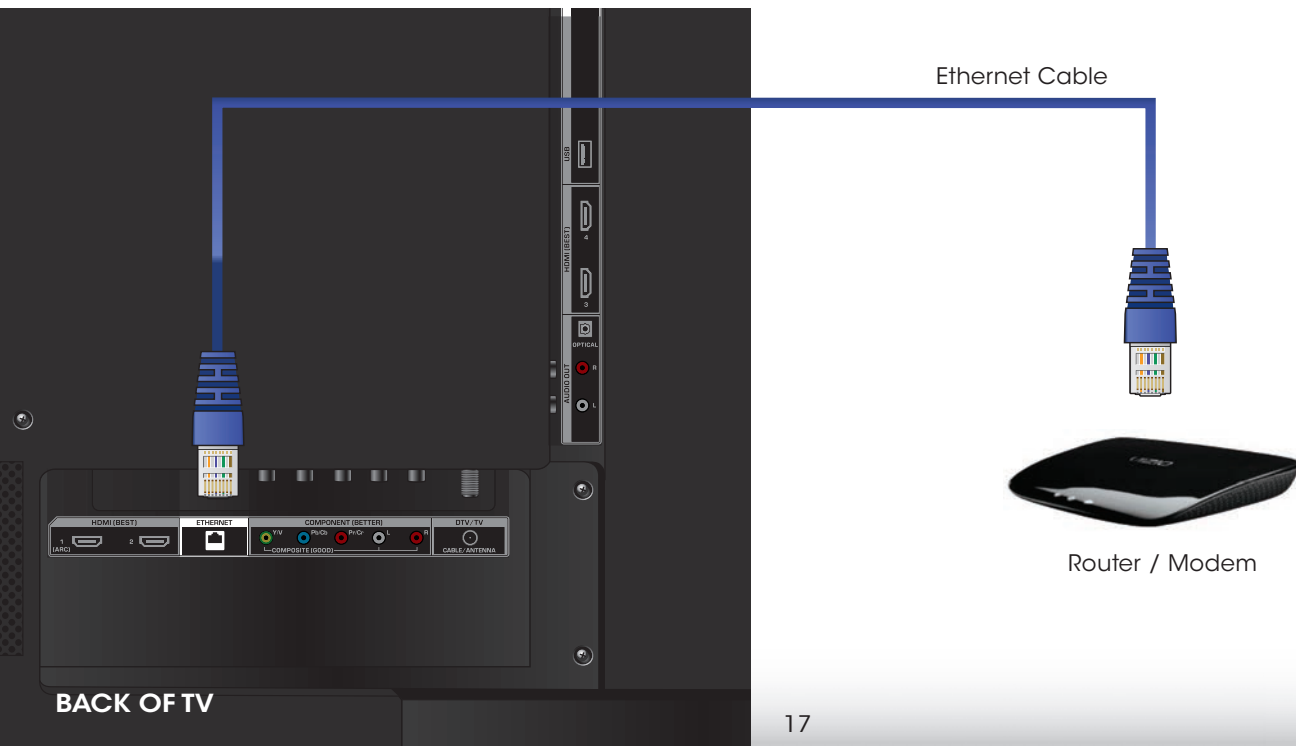 Ethernet Cable
USB
HDMI (BEST)
4
3
OPTICAL
AUDIO OUT
R
L
HDMI (BEST)
1
(ARC)
2
ETHERNET
COMPONENT (BETTER)
Y/V
Pb/Cb
Pr/Cr
L
R
COMPOSITE (GOOD)
DTV/TV
CABLE/ANTENNA
VIZIO
Router / Modem
BACK OF TV
17